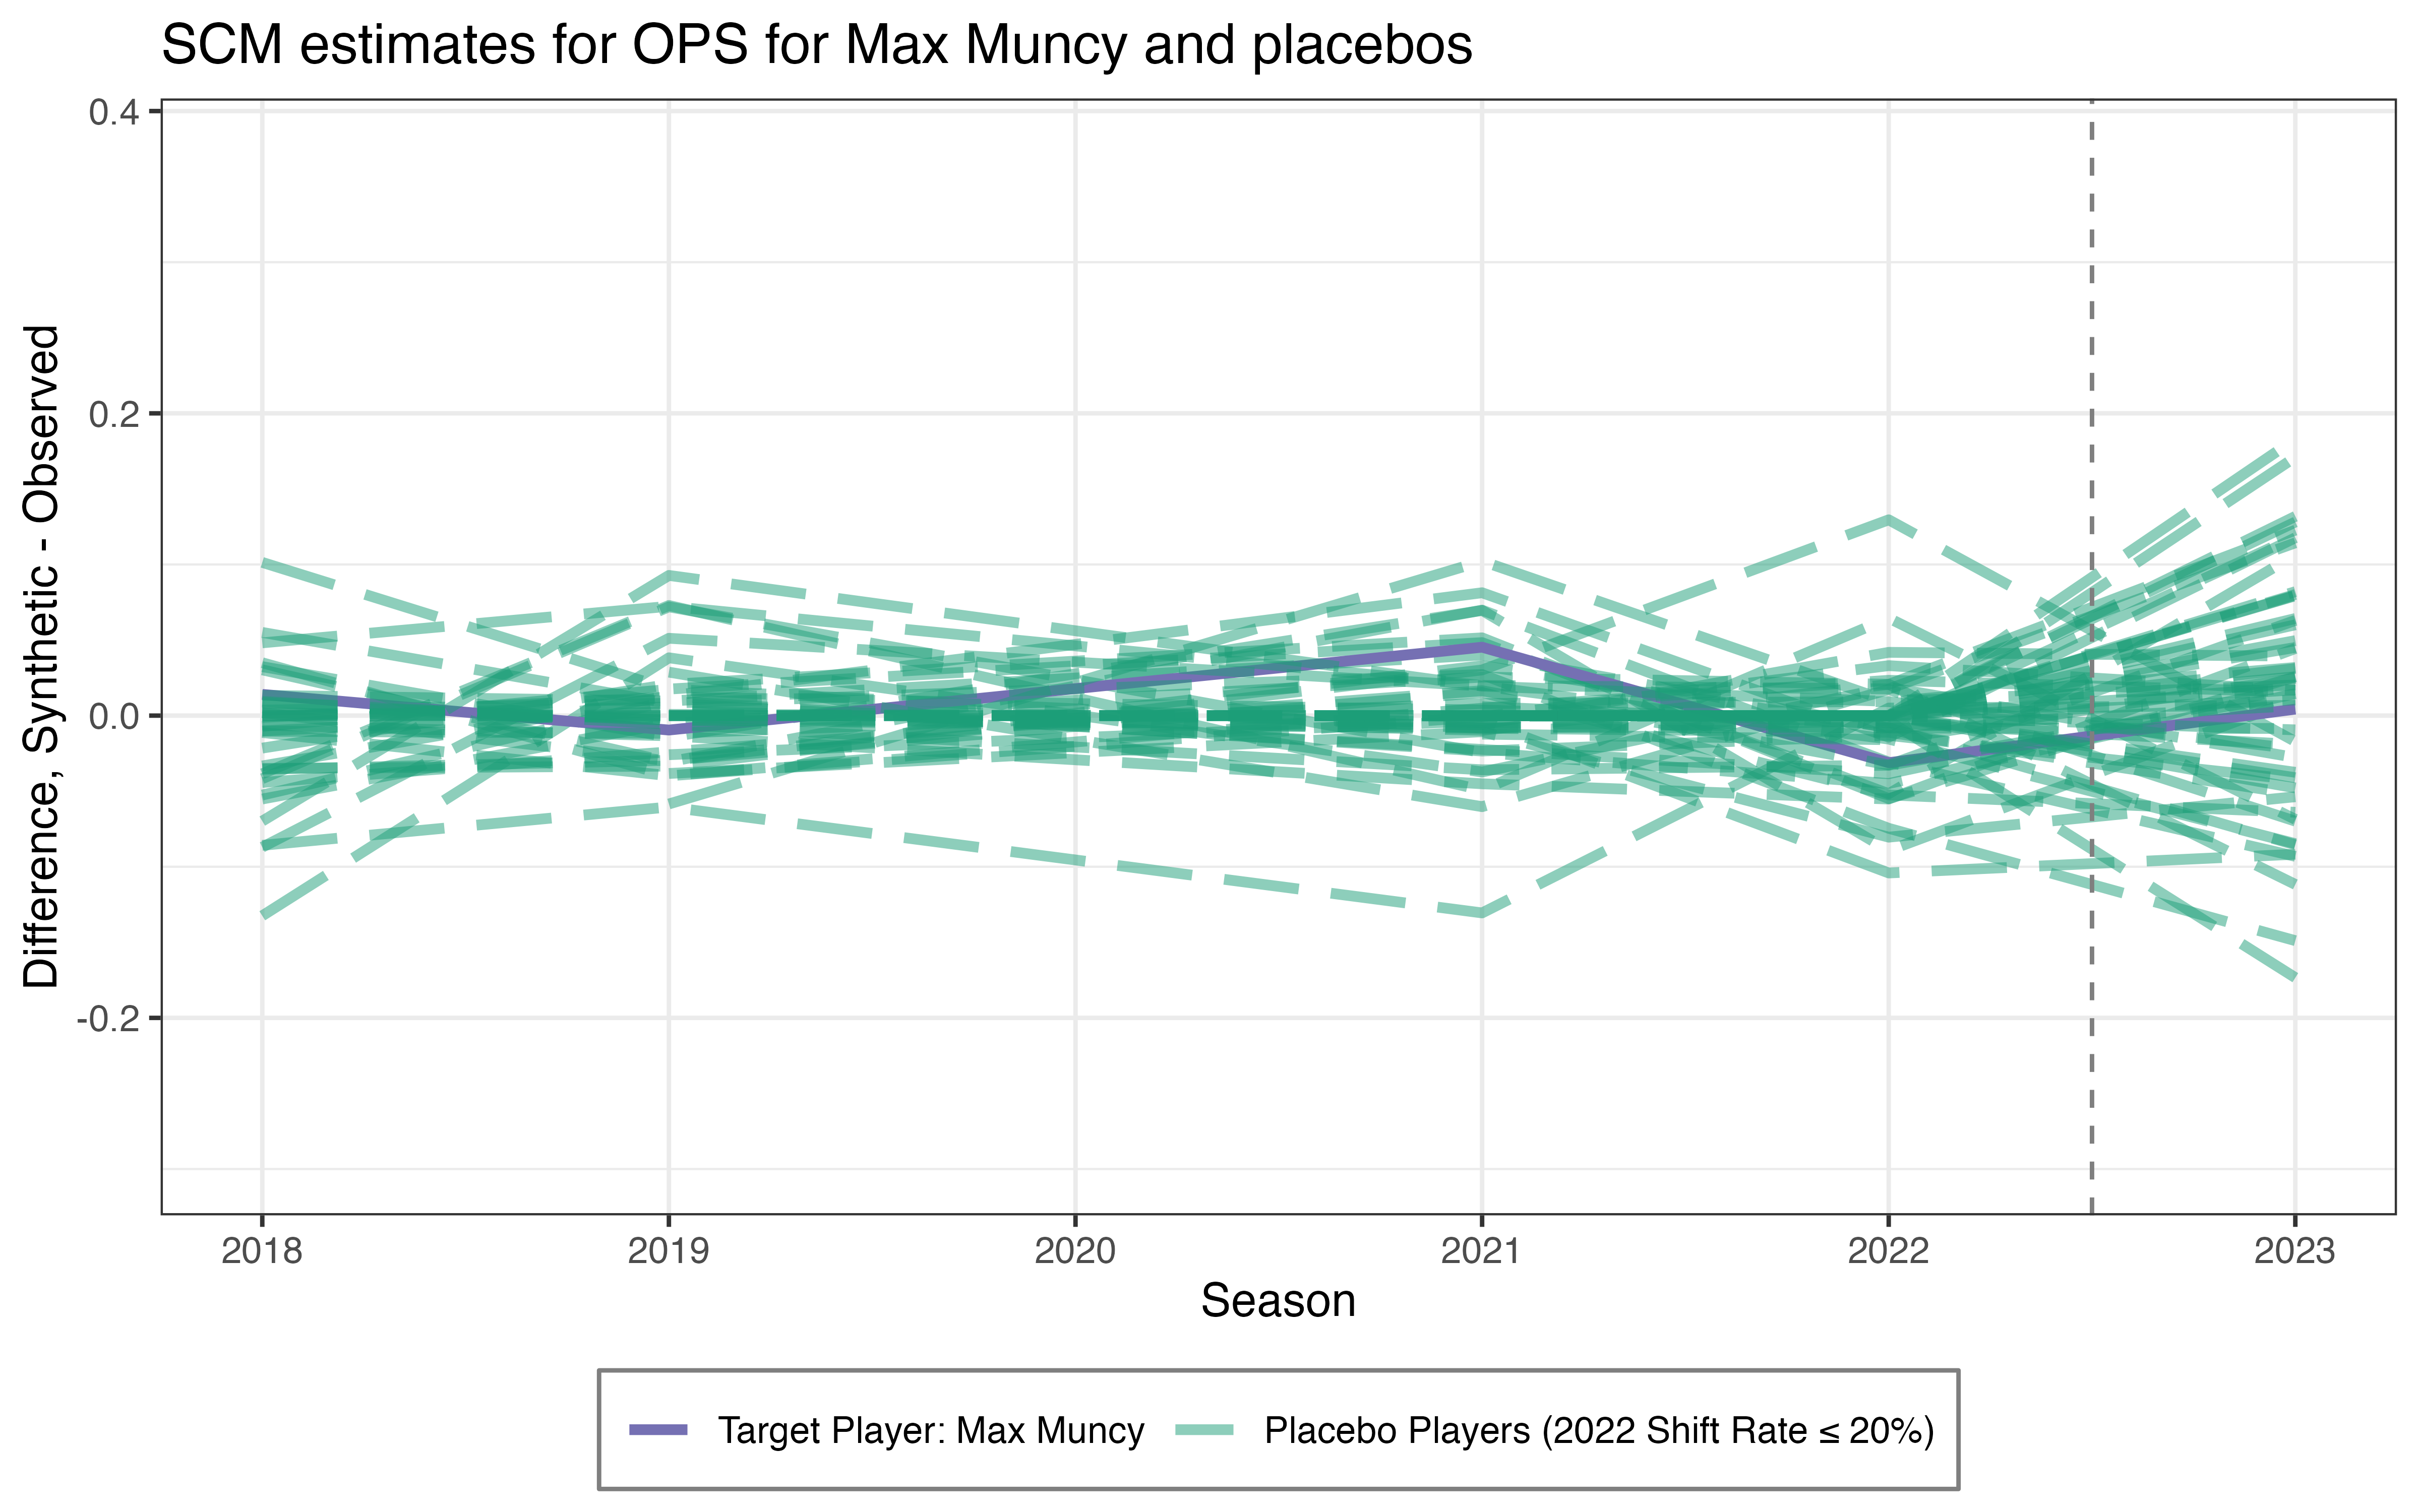 SCM estimates for OPS for Max Muncy and placebos
Difference, Synthetic - Observed
0.4
0.2
0.0
-0.2
2018 2019 2020 2021 2022 2023
Season
Target Player: Max Muncy Placebo Players (2022 Shift Rate ≤ 20%)